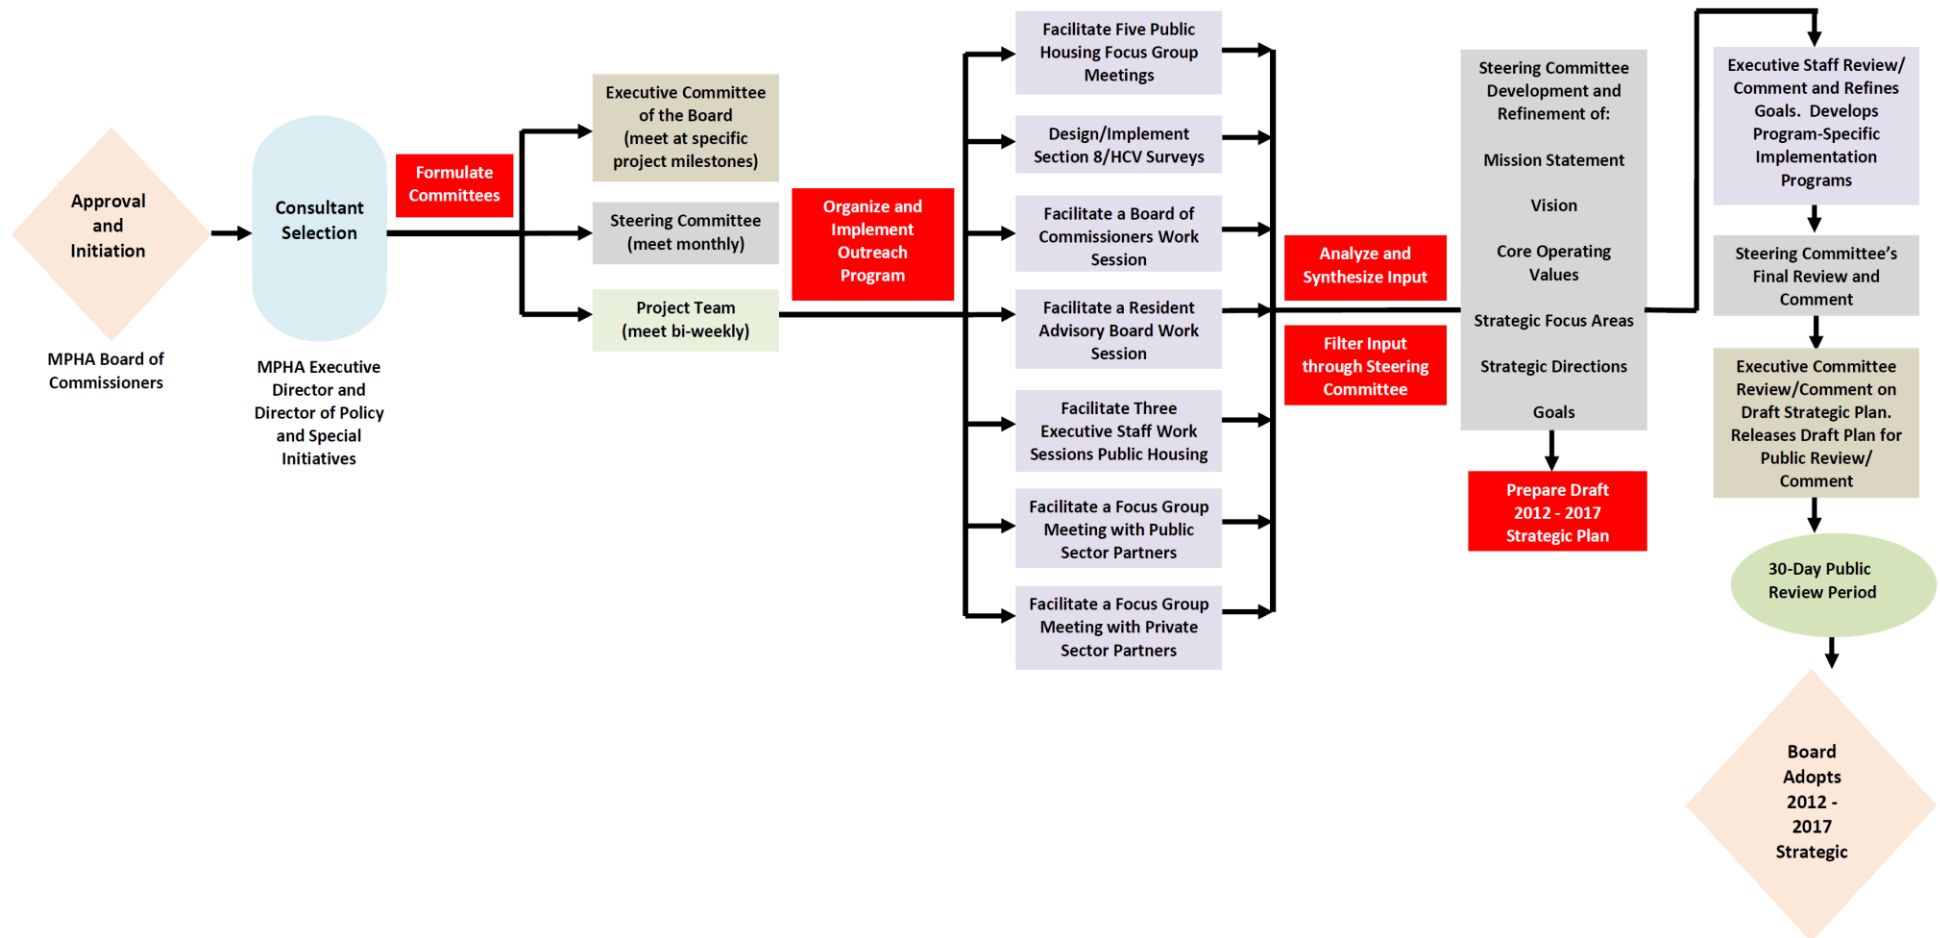 Approval
and
Initiation
MPHA Board of
Commissioners
Consultant
Selection
MPHA Executive
Director and
Director of Policy
and Special
Initiatives
Formulate
Committees
Executive Committee
of the Board
(meet at specific
project milestones)
Steering Committee
(meet monthly)
Project Team
(meet bi-weekly)
Organize and
Implement
Outreach
Program
Facilitate Five Public
Housing Focus Group
Meetings
Design/Implement
Section 8/HCV Surveys
Facilitate a Board of
Commissioners Work
Session
Facilitate a Resident
Advisory Board Work
Session
Facilitate Three
Executive Staff Work
Sessions Public Housing
Facilitate a Focus Group
Meeting with Public
Sector Partners
Facilitate a Focus Group
Meeting with Private
Sector Partners
Analyze and
Synthesize Input
Filter Input
through Steering
Committee
Steering Committee
Development and
Refinement of:
Mission Statement
Vision
Core Operating
Values
Strategic Focus Areas
Strategic Directions
Goals
Prepare Draft
2012 - 2017
Strategic Plan
Executive Staff Review/
Comment and Refines
Goals.  Develops
Program-Specific
Implementation
Programs
Steering Committee’s
Final Review and
Comment
Executive Committee
Review/Comment on
Draft Strategic Plan.
Releases Draft Plan for
Public Review/
Comment
30-Day Public
Review Period
Board
Adopts
2012 -
2017
Strategic